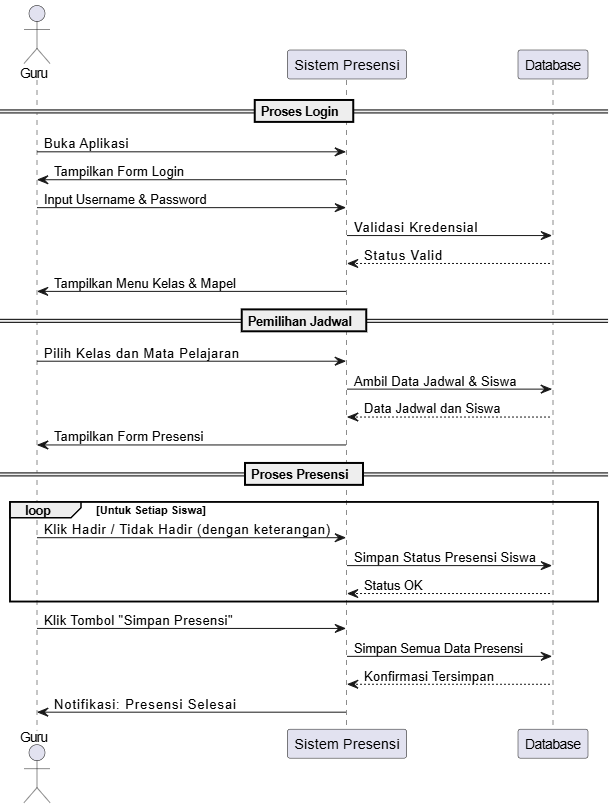 Guru
Sistem Presensi
Database
Proses Login
Buka Aplikasi
Tampilkan Form Login
Input Username & Password
Validasi Kredensial
Status Valid
Tampilkan Menu Kelas & Mapel
Pemilihan Jadwal
Pilih Kelas dan Mata Pelajaran
Ambil Data Jadwal & Siswa
Data Jadwal dan Siswa
Tampilkan Form Presensi
Proses Presensi
loop [Untuk Setiap Siswa]
Klik Hadir / Tidak Hadir (dengan keterangan)
Simpan Status Presensi Siswa
Status OK
Klik Tombol "Simpan Presensi"
Simpan Semua Data Presensi
Konfirmasi Tersimpan
Notifikasi: Presensi Selesai
Guru
Sistem Presensi
Database